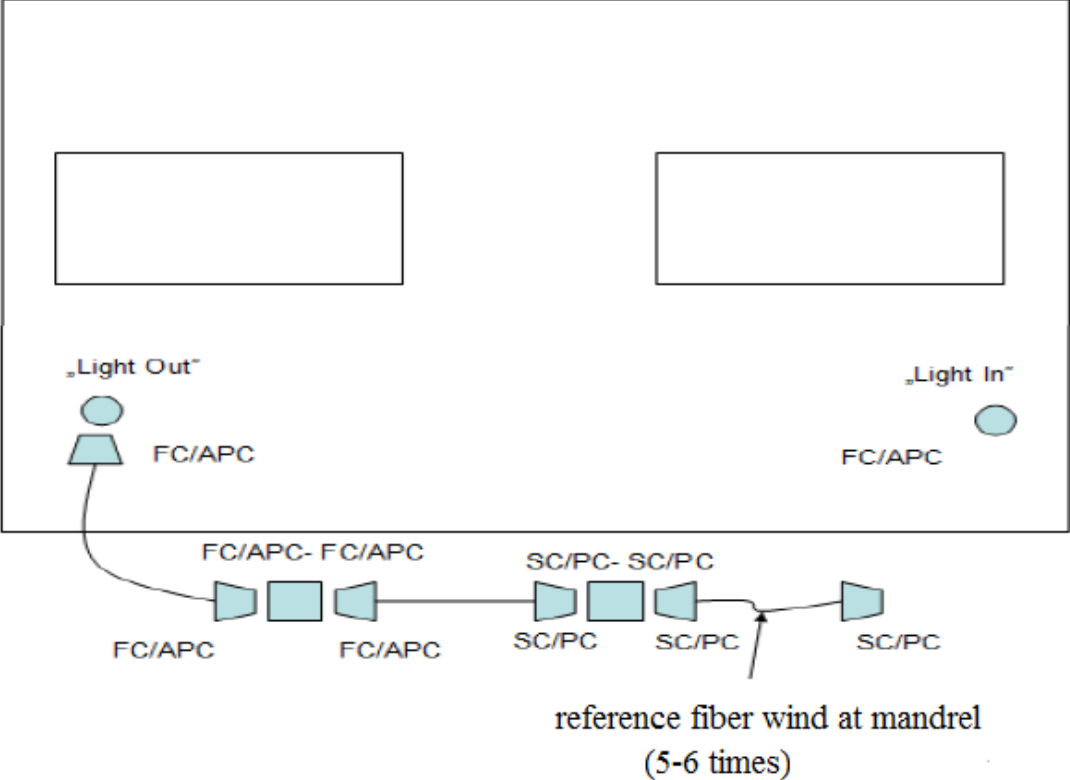 „Light Out“
„Light In“
FC/APC
FC/APC
FC/APC- FC/APC
SC/PC- SC/PC
FC/APC
FC/APC
SC/PC
SC/PC
SC/PC
reference fiber wind at mandrel
(5-6 times)